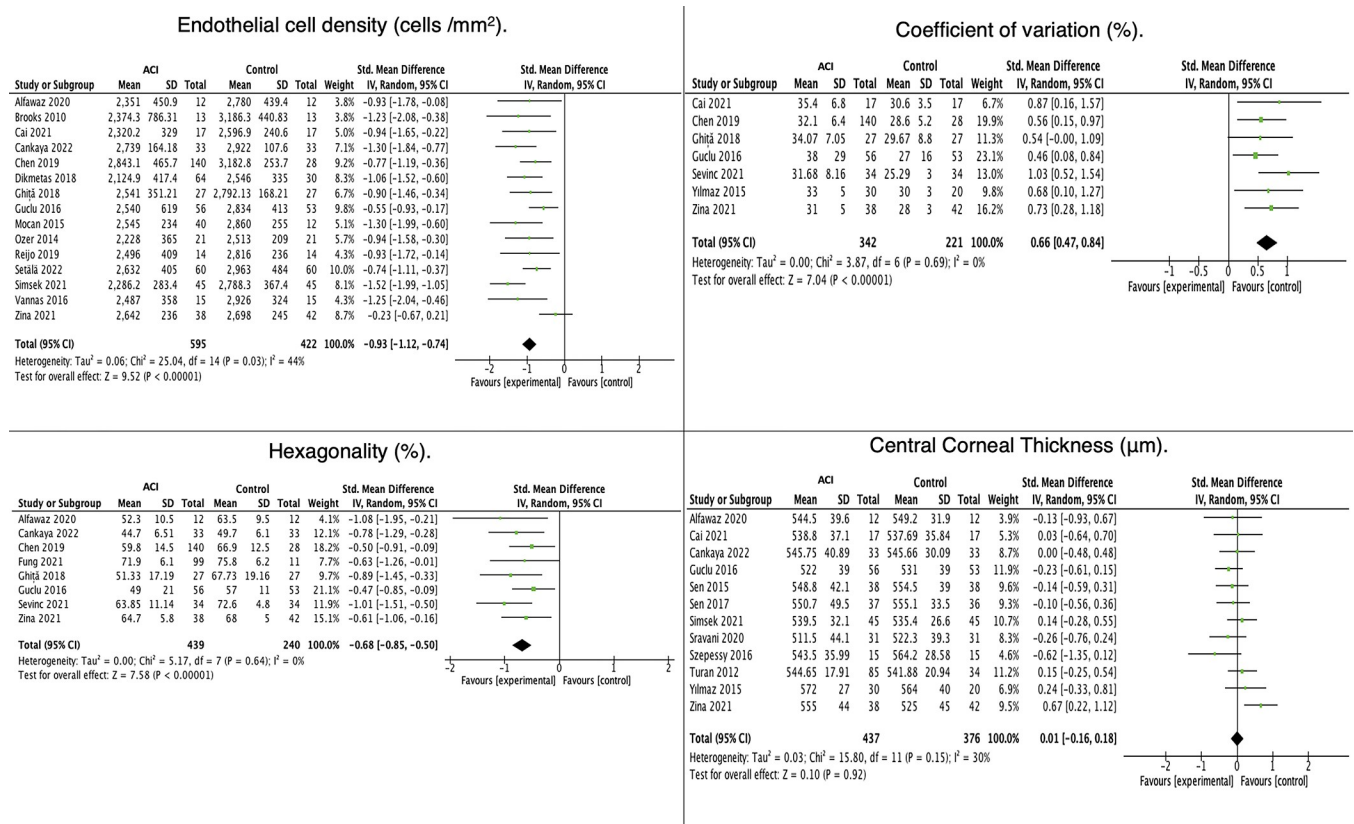 Endothelial cell density (cells /mm²).
ACI Control Std. Mean Difference Std. Mean Difference
Study or Subgroup Mean SD Total Mean SD Total Weight IV, Random, 95% CI IV, Random, 95% CI
Alfawaz 2020 2,351 450.9 12 2,780 439.4 12 3.8% -0.93 [-1.78, -0.08]
Brooks 2010 2,374.3 786.31 13 3,186.3 440.83 13 3.8% -1.23 [-2.08, -0.38]
Cai 2021 2,320.2 329 17 2,596.9 240.6 17 5.0% -0.94 [-1.65, -0.22]
Cankaya 2022 2,739 164.18 33 2,922 107.6 33 7.1% -1.30 [-1.84, -0.77]
Chen 2019 2,843.1 465.7 140 3,182.8 253.7 28 9.2% -0.77 [-1.19, -0.36]
Dikmetas 2018 2,124.9 417.4 64 2,546 335 30 8.3% -1.06 [-1.52, -0.60]
Ghiță 2018 2,541 351.21 27 2,792.13 168.21 27 6.7% -0.90 [-1.46, -0.34]
Guclu 2016 2,540 619 56 2,834 413 53 9.8% -0.55 [-0.93, -0.17]
Mocan 2015 2,545 234 40 2,860 255 12 5.1% -1.30 [-1.99, -0.60]
Ozer 2014 2,228 365 21 2,513 209 21 5.7% -0.94 [-1.58, -0.30]
Reijo 2019 2,496 409 14 2,816 236 14 4.3% -0.93 [-1.72, -0.14]
Setälä 2022 2,632 405 60 2,963 484 60 10.0% -0.74 [-1.11, -0.37]
Simsek 2021 2,286.2 283.4 45 2,788.3 367.4 45 8.1% -1.52 [-1.99, -1.05]
Vannas 2016 2,487 358 15 2,926 324 15 4.3% -1.25 [-2.04, -0.46]
Zina 2021 2,642 236 38 2,698 245 42 8.7% -0.23 [-0.67, 0.21]
Total (95% CI) 595 422 100.0% -0.93 [-1.12, -0.74]
Heterogeneity: Tau² = 0.06; Chi² = 25.04, df = 14 (P = 0.03); I² = 44%
Test for overall effect: Z = 9.52 (P < 0.00001)
-2 -1 0 1 2
Favours [experimental] Favours [control]
Coefficient of variation (%).
ACI Control Std. Mean Difference Std. Mean Difference
Study or Subgroup Mean SD Total Mean SD Total Weight IV, Random, 95% CI IV, Random, 95% CI
Cai 2021 35.4 6.8 17 30.6 3.5 17 6.7% 0.87 [0.16, 1.57]
Chen 2019 32.1 6.4 140 28.6 5.2 28 20.2% 0.56 [0.15, 0.97]
Ghiță 2018 34.07 7.05 27 29.67 8.8 27 11.3% 0.54 [-0.00, 1.09]
Guclu 2016 38 29 56 27 16 53 23.1% 0.46 [0.08, 0.84]
Sevinc 2021 31.68 8.16 34 25.29 3 34 13.0% 1.03 [0.52, 1.54]
Yılmaz 2015 33 5 30 30 3 20 9.8% 0.68 [0.10, 1.27]
Zina 2021 31 5 38 28 3 42 16.2% 0.73 [0.28, 1.18]
Total (95% CI) 342 221 100.0% 0.66 [0.47, 0.84]
Heterogeneity: Tau² = 0.00; Chi² = 3.87, df = 6 (P = 0.69); I² = 0%
Test for overall effect: Z = 7.04 (P < 0.00001)
-1 -0.5 0 0.5 1
Favours [experimental] Favours [control]
Hexagonality (%).
ACI Control Std. Mean Difference Std. Mean Difference
Study or Subgroup Mean SD Total Mean SD Total Weight IV, Random, 95% CI IV, Random, 95% CI
Alfawaz 2020 52.3 10.5 12 63.5 9.5 12 4.1% -1.08 [-1.95, -0.21]
Cankaya 2022 44.7 6.51 33 49.7 6.1 33 12.1% -0.78 [-1.29, -0.28]
Chen 2019 59.8 14.5 140 66.9 12.5 28 18.2% -0.50 [-0.91, -0.09]
Fung 2021 71.9 6.1 99 75.8 6.2 11 7.7% -0.63 [-1.26, -0.01]
Ghiță 2018 51.33 17.19 27 67.73 19.16 27 9.7% -0.89 [-1.45, -0.33]
Guclu 2016 49 21 56 57 11 53 21.0% -0.47 [-0.85, -0.09]
Sevinc 2021 63.85 11.14 34 72.6 4.8 34 11.9% -1.01 [-1.51, -0.50]
Zina 2021 64.7 5.8 38 68 5 42 15.2% -0.61 [-1.06, -0.16]
Total (95% CI) 439 240 100.0% -0.68 [-0.85, -0.50]
Heterogeneity: Tau² = 0.00; Chi² = 5.17, df = 7 (P = 0.64); I² = 0%
Test for overall effect: Z = 7.58 (P < 0.00001)
-2 -1 0 1 2
Favours [experimental] Favours [control]
Central Corneal Thickness (µm).
ACI Control Std. Mean Difference Std. Mean Difference
Study or Subgroup Mean SD Total Mean SD Total Weight IV, Random, 95% CI IV, Random, 95% CI
Alfawaz 2020 544.5 39.6 12 549.2 31.9 12 3.9% -0.13 [-0.93, 0.67]
Cai 2021 538.8 37.1 17 537.69 35.84 17 5.3% 0.03 [-0.64, 0.70]
Cankaya 2022 545.75 40.89 33 545.66 30.09 33 8.7% 0.00 [-0.48, 0.48]
Guclu 2016 522 39 56 531 39 53 11.9% -0.23 [-0.61, 0.15]
Sen 2015 548.8 42.1 38 554.5 39 38 9.5% -0.14 [-0.59, 0.31]
Sen 2017 550.7 49.5 37 555.1 33.5 36 9.3% -0.10 [-0.56, 0.36]
Simsek 2021 539.5 32.1 45 535.4 26.6 45 10.5% 0.14 [-0.28, 0.55]
Sravani 2020 511.5 44.1 31 522.3 39.3 31 8.3% -0.26 [-0.76, 0.24]
Szepessy 2016 543.5 35.99 15 564.2 28.58 15 4.6% -0.62 [-1.35, 0.12]
Turan 2012 544.65 17.91 85 541.88 20.94 34 11.2% 0.15 [-0.25, 0.54]
Yılmaz 2015 572 27 30 564 40 20 6.9% 0.24 [-0.33, 0.81]
Zina 2021 555 44 38 525 45 42 9.5% 0.67 [0.22, 1.12]
Total (95% CI) 437 376 100.0% 0.01 [-0.16, 0.18]
Heterogeneity: Tau² = 0.03; Chi² = 15.80, df = 11 (P = 0.15); I² = 30%
Test for overall effect: Z = 0.10 (P = 0.92)
-2 -1 0 1 2
Favours [experimental] Favours [control]